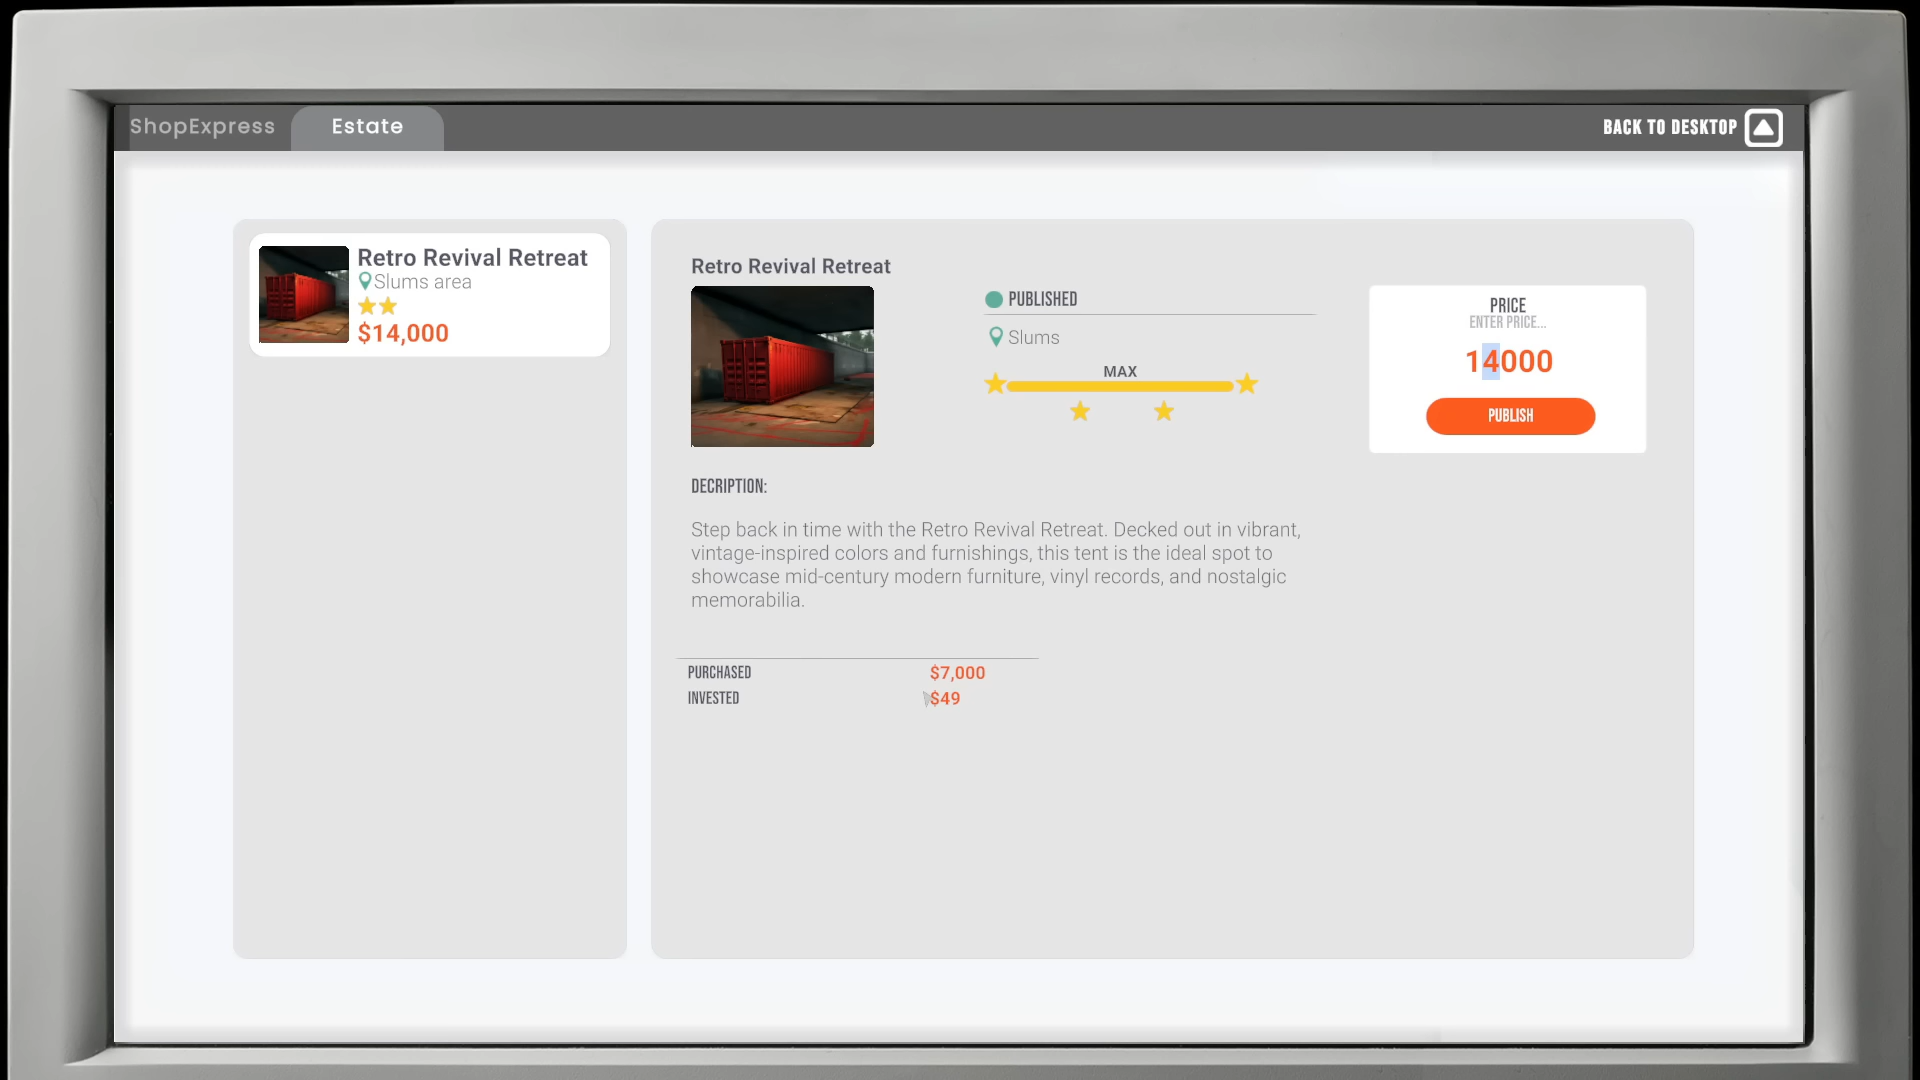 ShopExpress
Estate
BACK TO DESKTOP
Retro Revival Retreat
Slums area
$14,000
Retro Revival Retreat
PUBLISHED
Slums
MAX
PRICE
ENTER PRICE...
14000
PUBLISH
DECRIPTION:
Step back in time with the Retro Revival Retreat. Decked out in vibrant,
vintage-inspired colors and furnishings, this tent is the ideal spot to
showcase mid-century modern furniture, vinyl records, and nostalgic
memorabilia.
PURCHASED $7,000
INVESTED $49